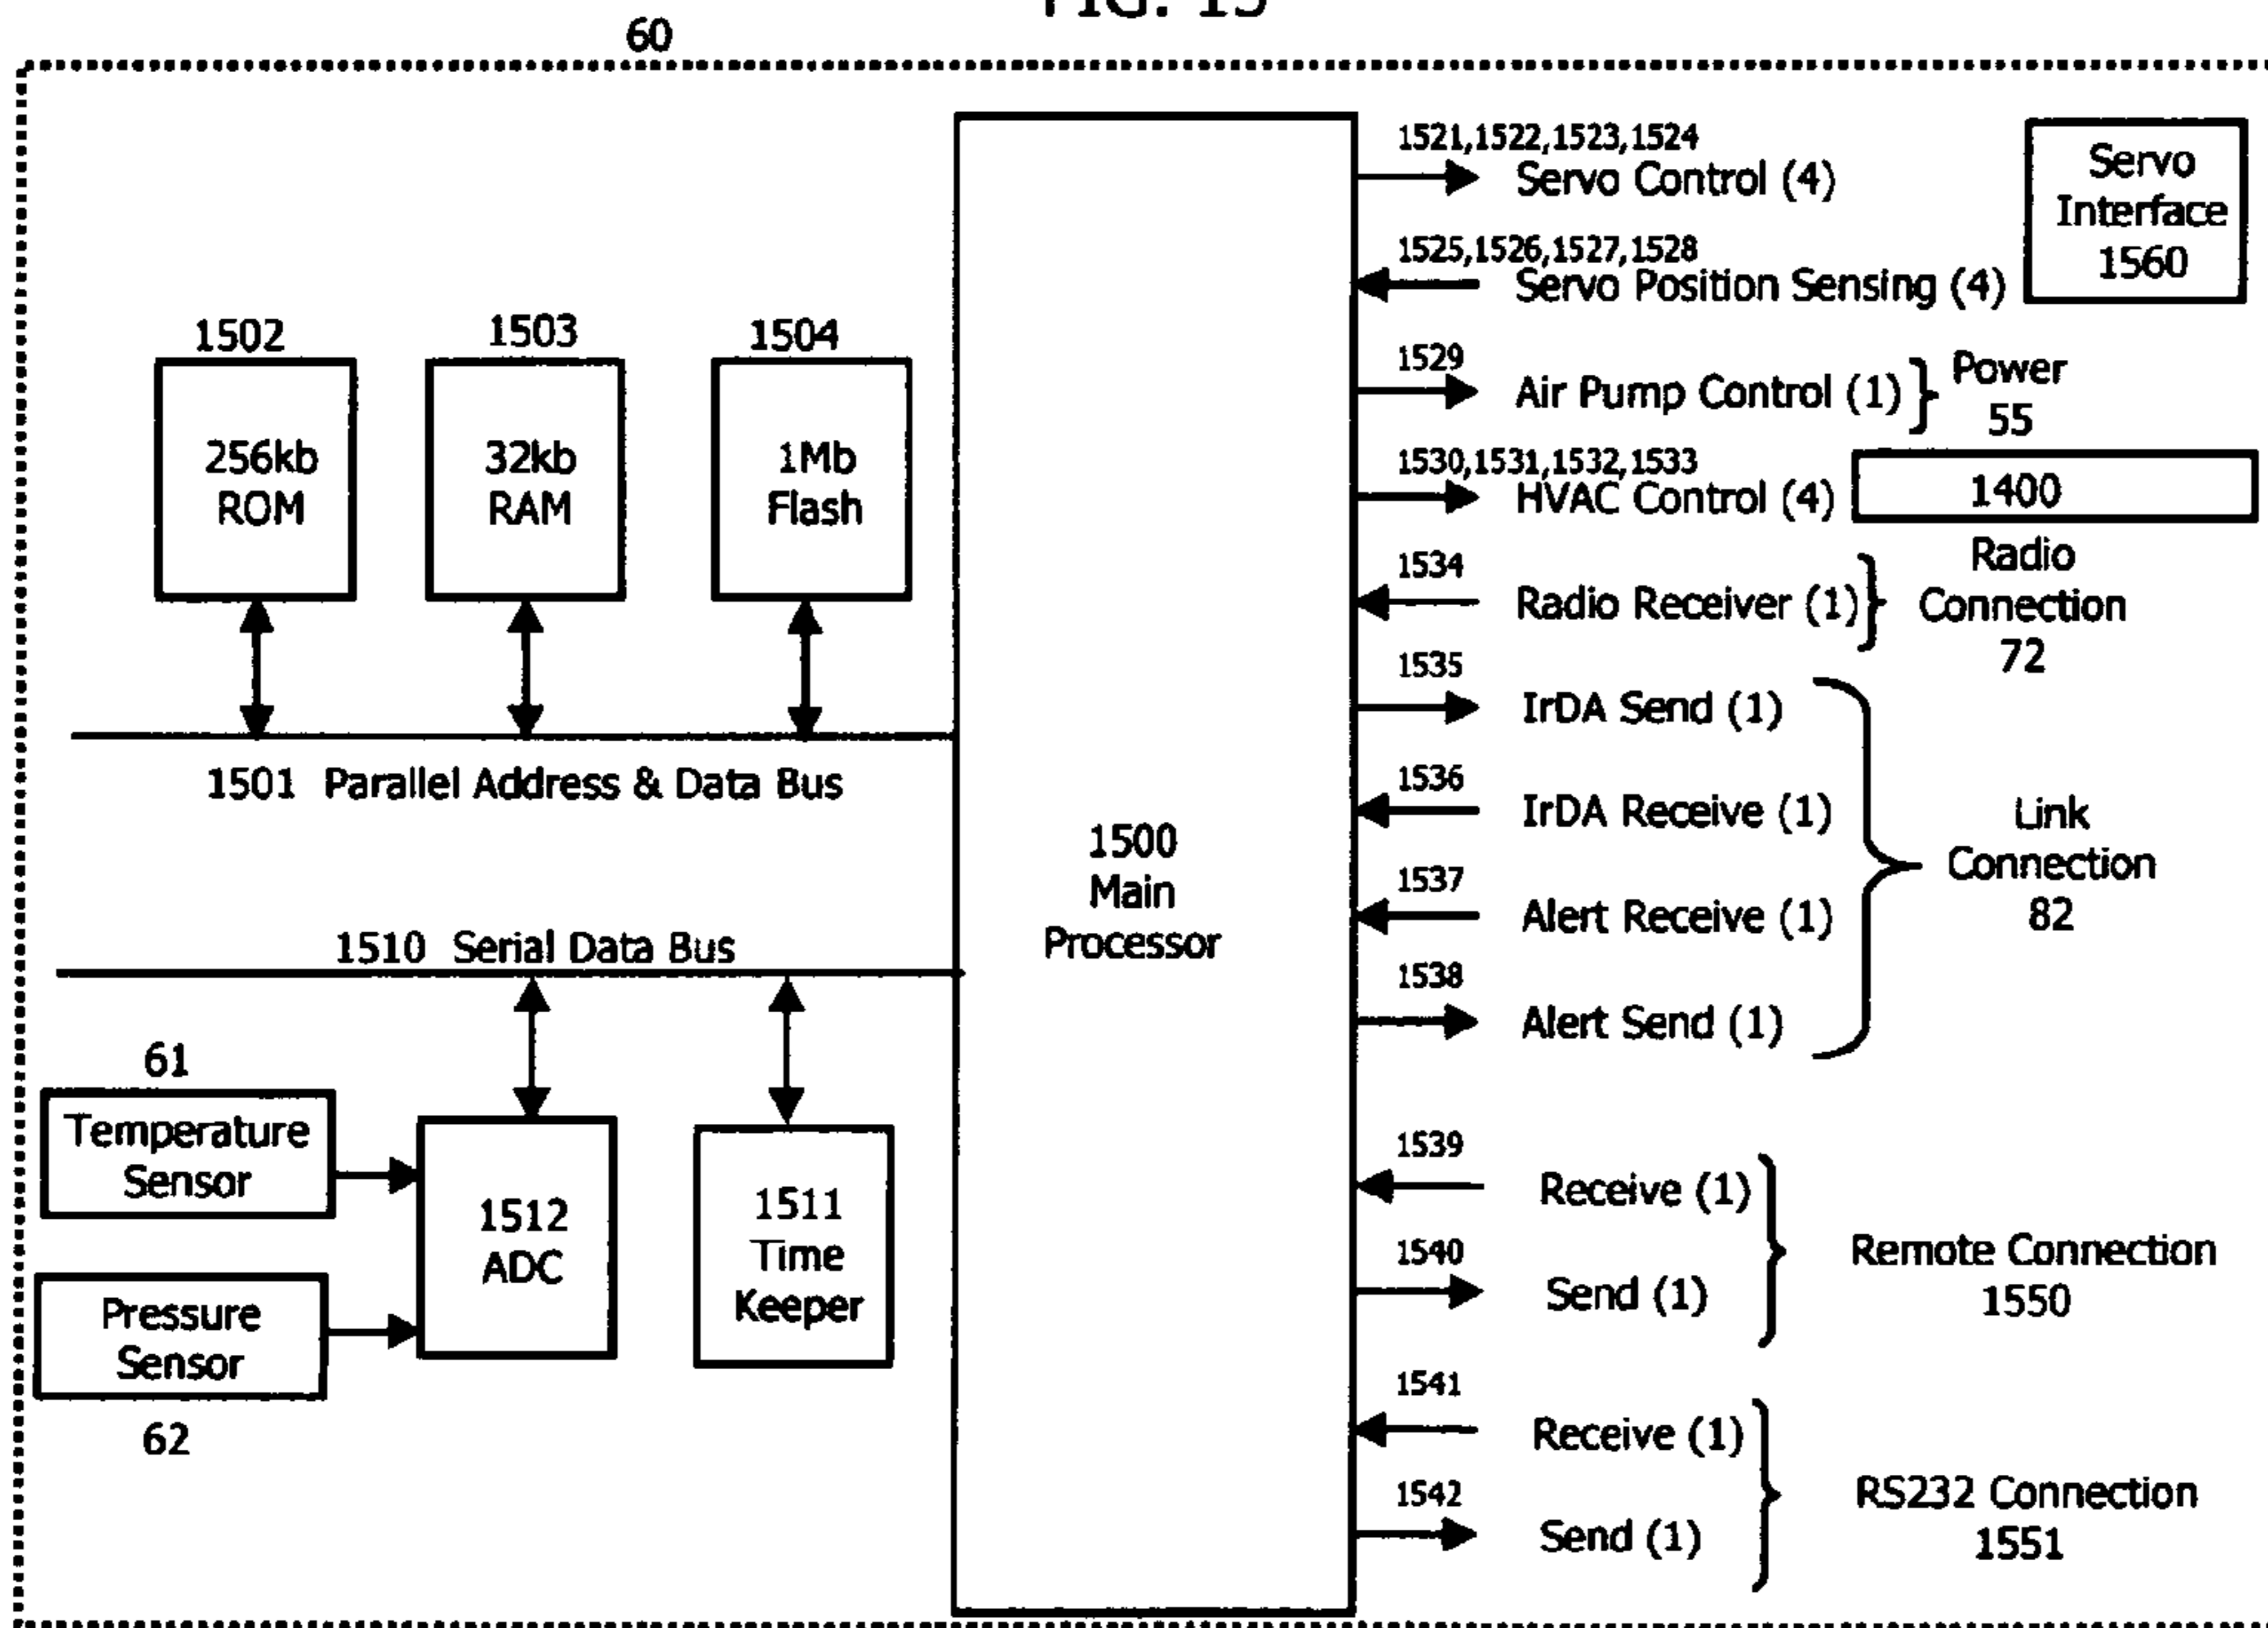 FIG. 15
60
1521,1522,1523,1524
Servo Control (4)
Servo
Interface
1560
1525,1526,1527,1528
Servo Position Sensing (4)
1529
Air Pump Control (1)
Power
55
1530,1531,1532,1533
HVAC Control (4)
1400
1534
Radio Receiver (1)
Radio
Connection
72
1535
IrDA Send (1)
1536
IrDA Receive (1)
1537
Alert Receive (1)
1538
Alert Send (1)
Link
Connection
82
1539
Receive (1)
1540
Send (1)
Remote Connection
1550
1541
Receive (1)
1542
Send (1)
RS232 Connection
1551
1502
256kb
ROM
1503
32kb
RAM
1504
1Mb
Flash
1501 Parallel Address & Data Bus
1500
Main
Processor
1510 Serial Data Bus
61
Temperature
Sensor
Pressure
Sensor
62
1512
ADC
1511
Time
Keeper